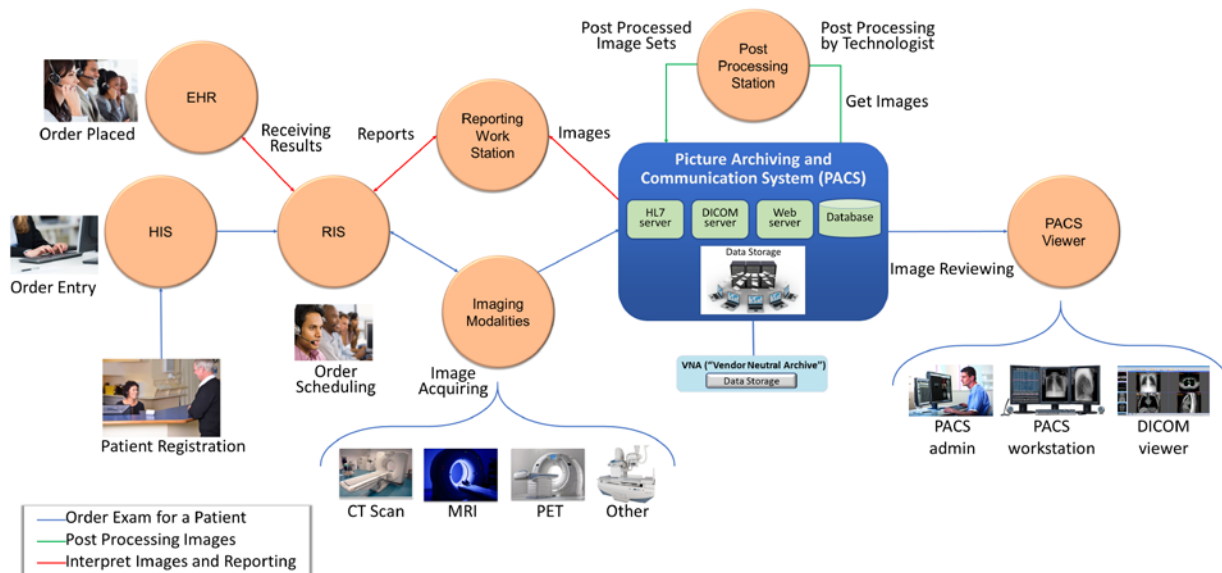 Post Processed
Image Sets
Post
Processing
Station
Post Processing
by Technologist
Get Images
EHR
Order Placed
Receiving
Results
Reports
Reporting
Work
Station
Images
Picture Archiving and
Communication System (PACS)
HL7
server
DICOM
server
Web
server
Database
Data Storage
HIS
Order Entry
RIS
Imaging
Modalities
PACS
Viewer
Image Reviewing
Order
Scheduling
Image
Acquiring
VNA ("Vendor Neutral Archive")
Data Storage
Patient Registration
PACS
admin
PACS
workstation
DICOM
viewer
CT Scan
MRI
PET
Other
Order Exam for a Patient
Post Processing Images
Interpret Images and Reporting